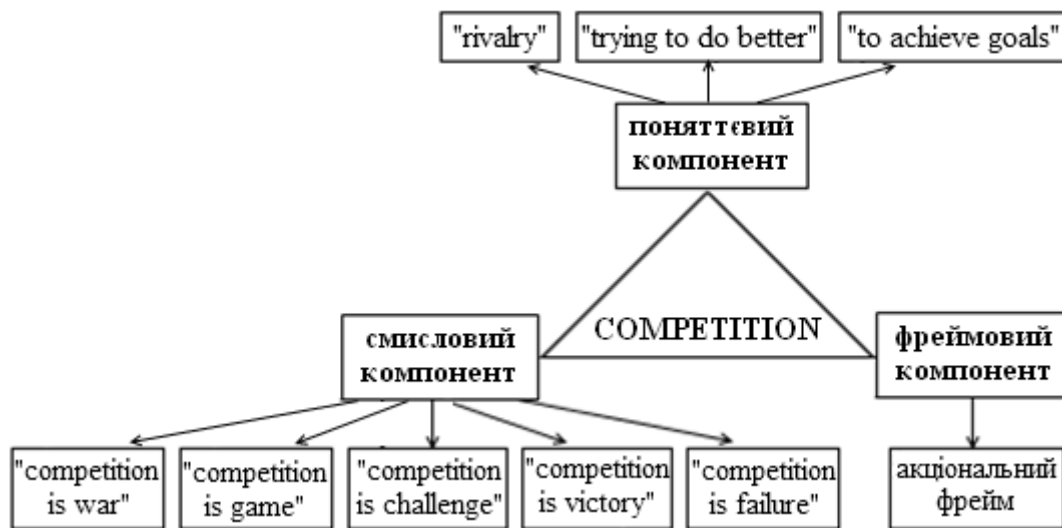 "rivalry"
"trying to do better"
"to achieve goals"
поняттєвий
компонент
COMPETITION
смисловий
компонент
фреймовий
компонент
"competition
is war"
"competition
is game"
"competition
is challenge"
"competition
is victory"
"competition
is failure"
акціональний
фрейм